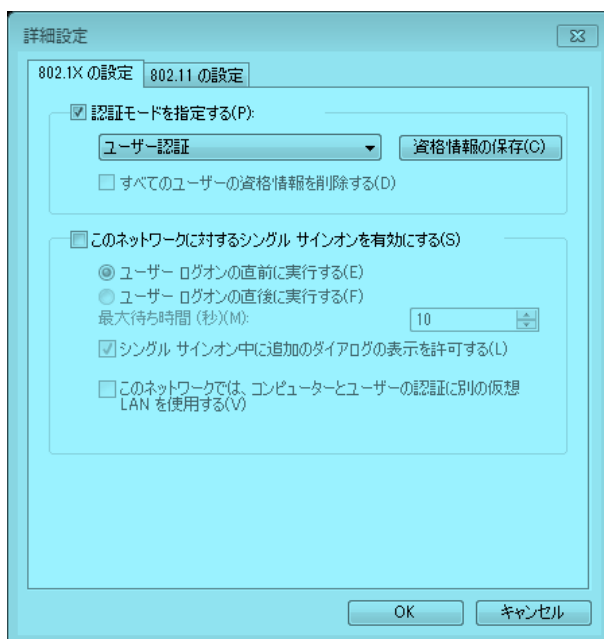 詳細設定
802.1X の設定 802.11 の設定
認証モードを指定する(P):
ユーザー認証 資格情報の保存(C)
すべてのユーザーの資格情報を削除する(D)
このネットワークに対するシングル サインオンを有効にする(S)
ユーザー ログオンの直前に実行する(E)
ユーザー ログオンの直後に実行する(F)
最大待ち時間 (秒)(M): 10
シングル サインオン中に追加のダイアログの表示を許可する(L)
このネットワークでは、コンピューターとユーザーの認証に別の仮想
LAN を使用する(V)
OK キャンセル